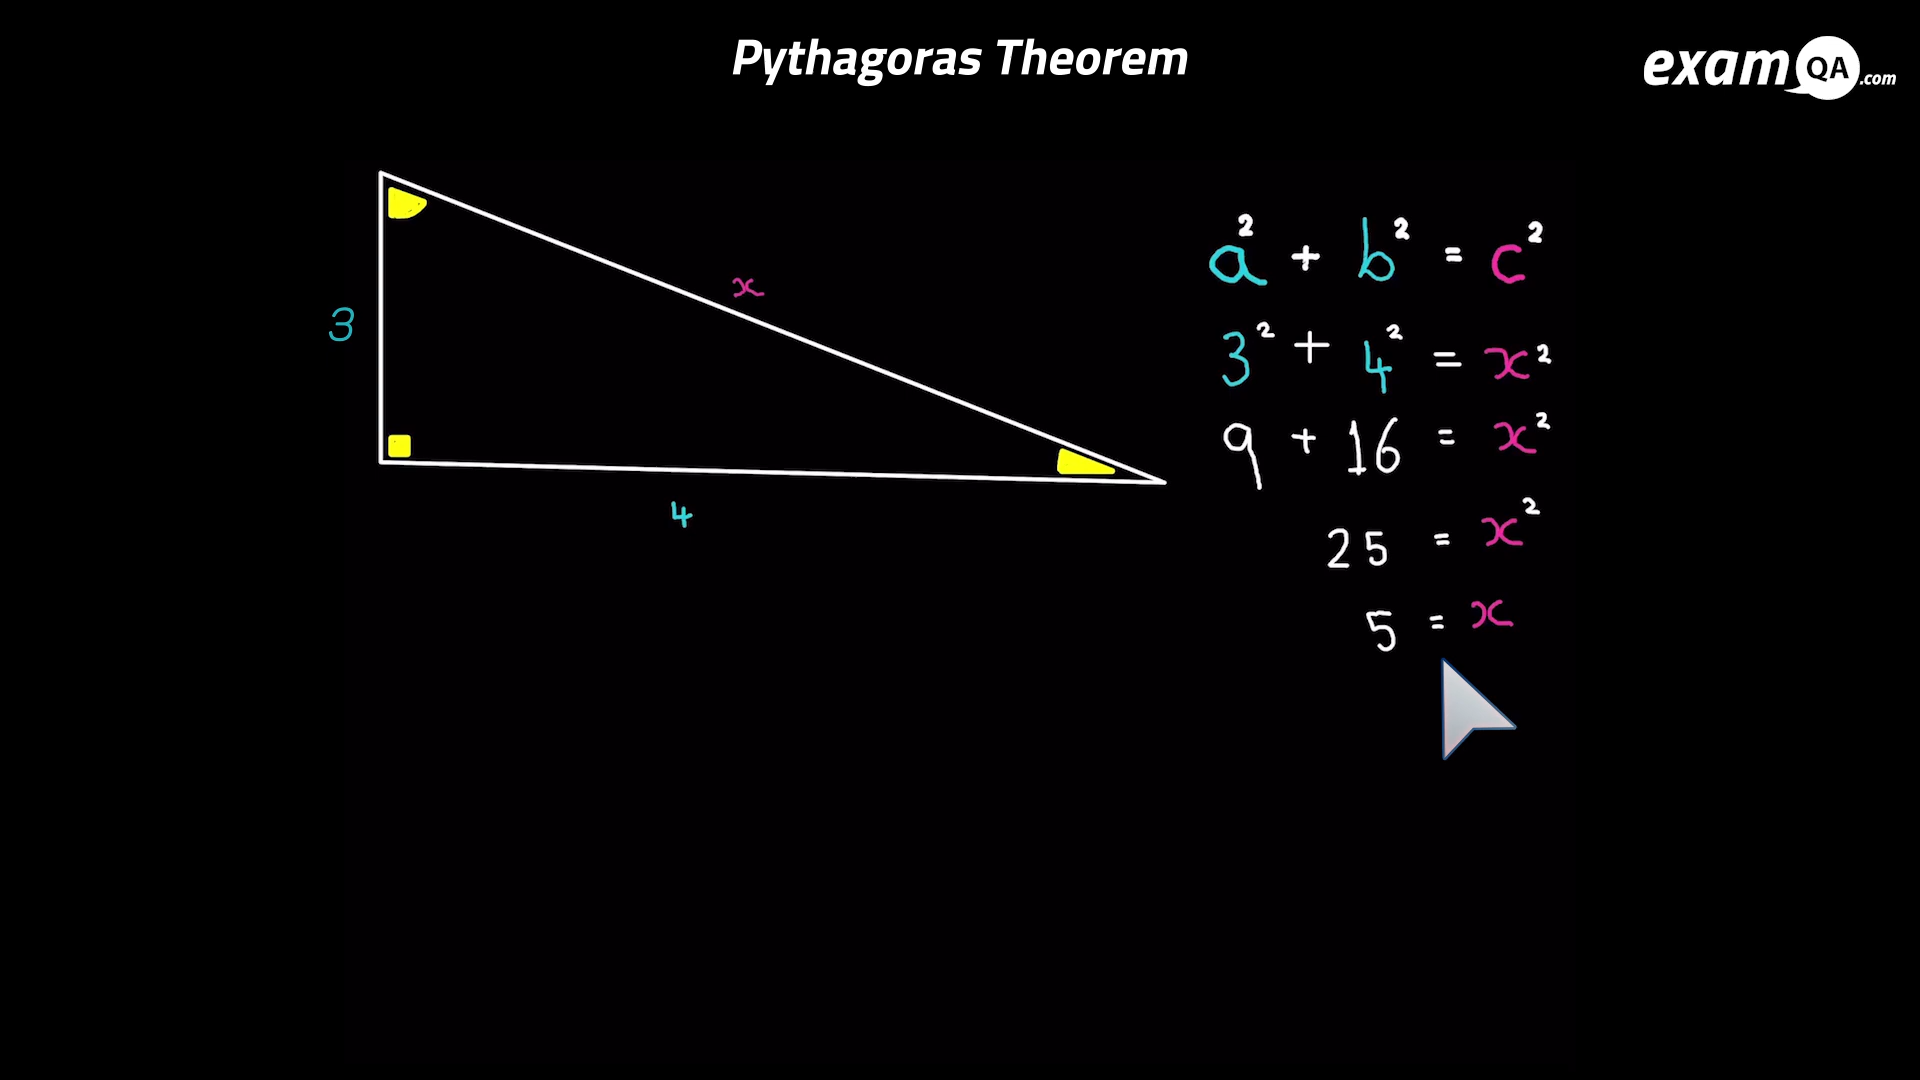 Pythagoras Theorem
examQA.com
3
x
4
a² + b² = c²
3² + 4² = x²
9 + 16 = x²
25 = x²
5 = x